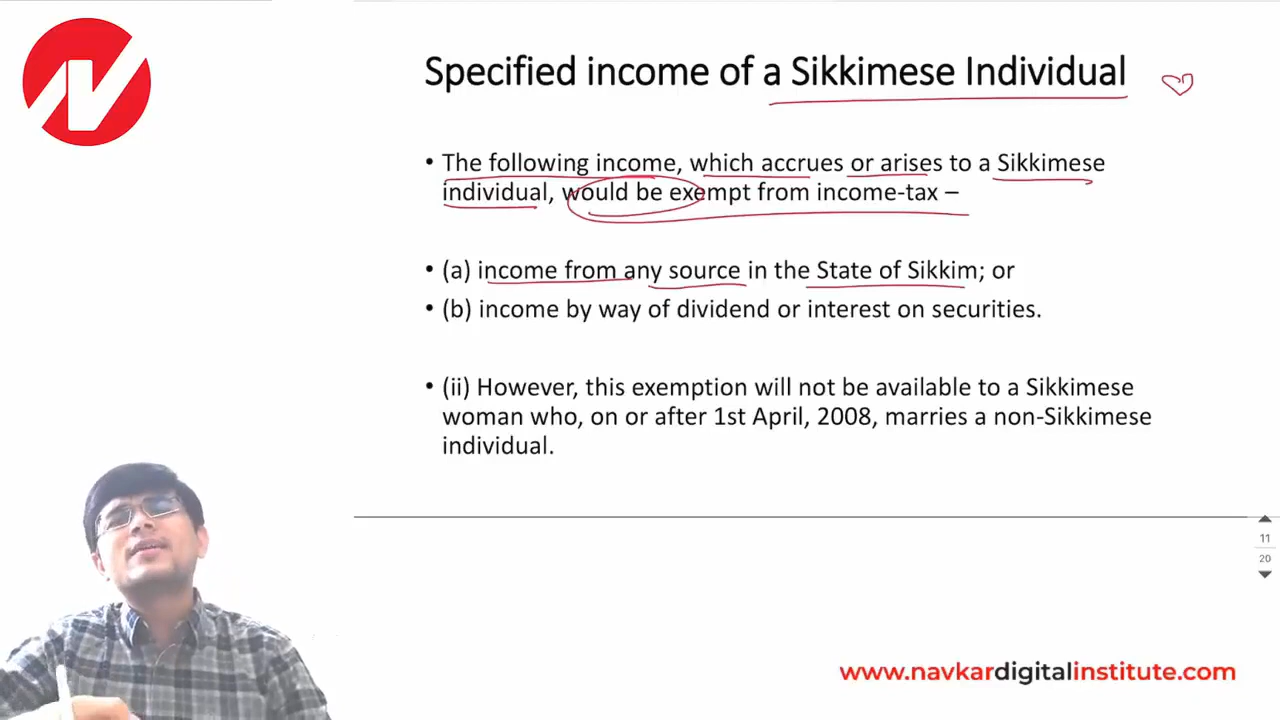 Specified income of a Sikkimese Individual
• The following income, which accrues or arises to a Sikkimese
individual, would be exempt from income-tax –
• (a) income from any source in the State of Sikkim; or
• (b) income by way of dividend or interest on securities.
• (ii) However, this exemption will not be available to a Sikkimese
woman who, on or after 1st April, 2008, marries a non-Sikkimese
individual.
11
20
www.navkardigitalinstitute.com